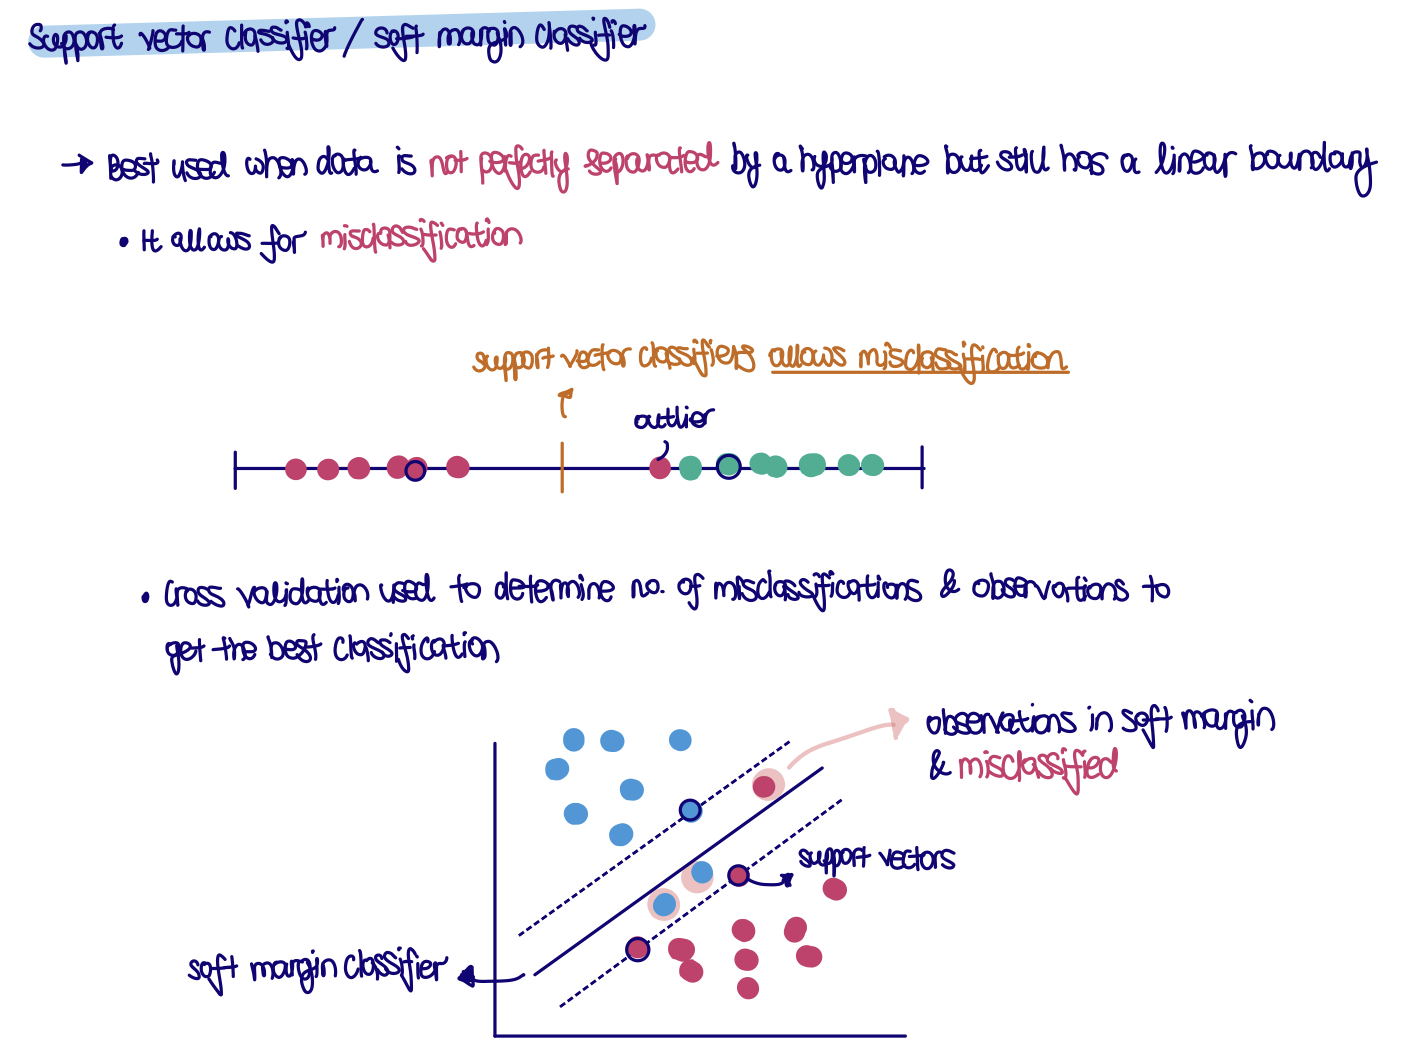 Support vector classifier / soft margin classifier
→ Best used when data is not perfectly separated by a hyperplane but still has a linear boundary
• It allows for misclassification
support vector classifiers allows misclassification
outlier
• Cross validation used to determine no. of misclassifications & observations to
get the best classification
observations in soft margin
& misclassified
support vectors
soft margin classifier